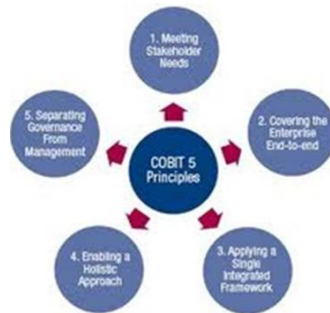 1. Meeting
Stakeholder
Needs
5. Separating
Governance
From
Management
2. Covering the
Enterprise
End-to-end
COBIT 5
Principles
4. Enabling a
Holistic
Approach
3. Applying a
Single
Integrated
Framework